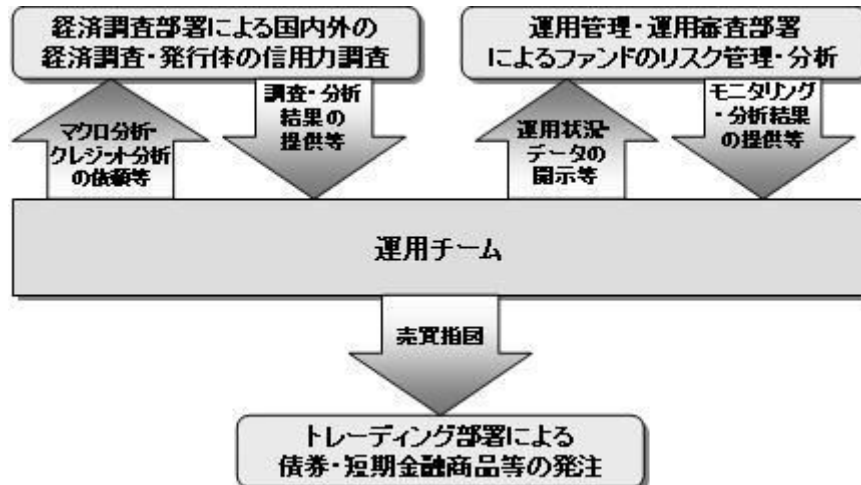 経済調査部署による国内外の
経済調査・発行体の信用力調査
運用管理・運用審査部署
によるファンドのリスク管理・分析
マクロ分析・
クレジット分析
の依頼等
調査・分析
結果の
提供等
運用状況・
データの
開示等
モニタリング
・分析結果
の提供等
運用チーム
売買指図
トレーディング部署による
債券・短期金融商品等の発注